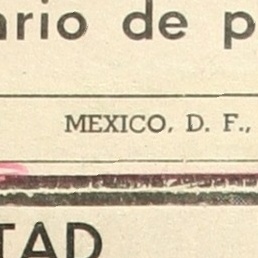 ario de p
MEXICO, D. F.,
TAD